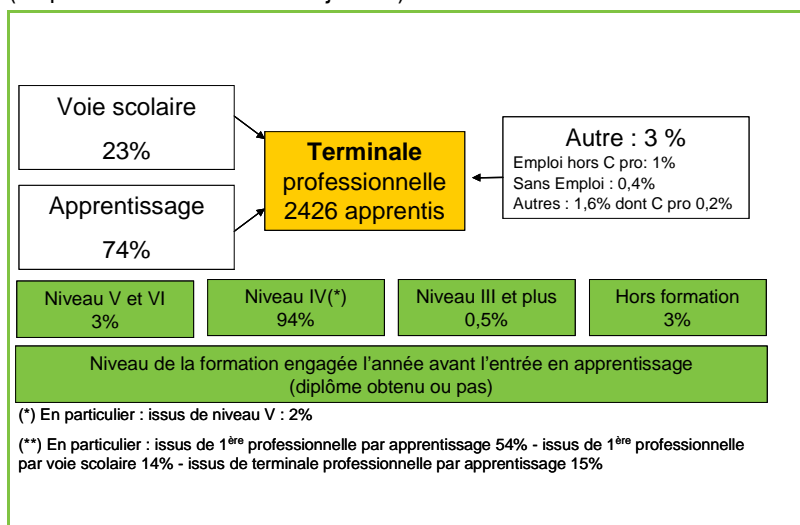 Voie scolaire
23%
Apprentissage
74%
Terminale
professionnelle
2426 apprentis
Autre : 3 %
Emploi hors C pro: 1%
Sans Emploi : 0,4%
Autres : 1,6% dont C pro 0,2%
Niveau V et VI
3%
Niveau IV(*)
94%
Niveau III et plus
0,5%
Hors formation
3%
Niveau de la formation engagée l'année avant l'entrée en apprentissage
(diplôme obtenu ou pas)
(*) En particulier : issus de niveau V : 2%
(**) En particulier : issus de 1ère professionnelle par apprentissage 54% - issus de 1ère professionnelle
par voie scolaire 14% - issus de terminale professionnelle par apprentissage 15%